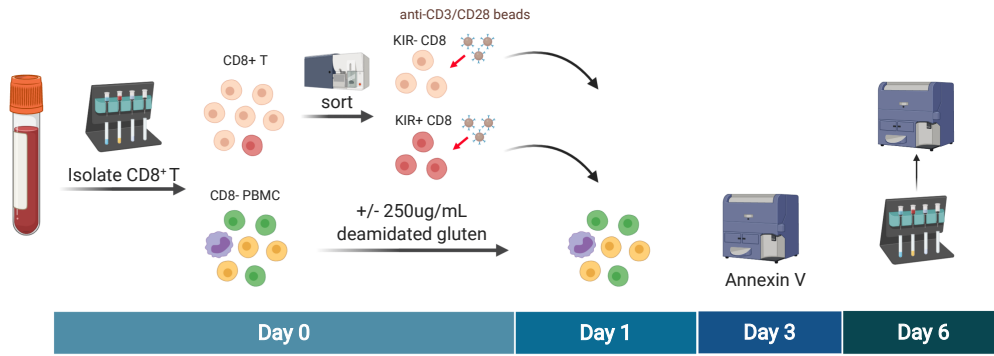 anti-CD3/CD28 beads
KIR- CD8
CD8+ T
sort
KIR+ CD8
Isolate CD8⁺ T
CD8- PBMC
+/- 250ug/mL
deamidated gluten
Annexin V
Day 0
Day 1
Day 3
Day 6